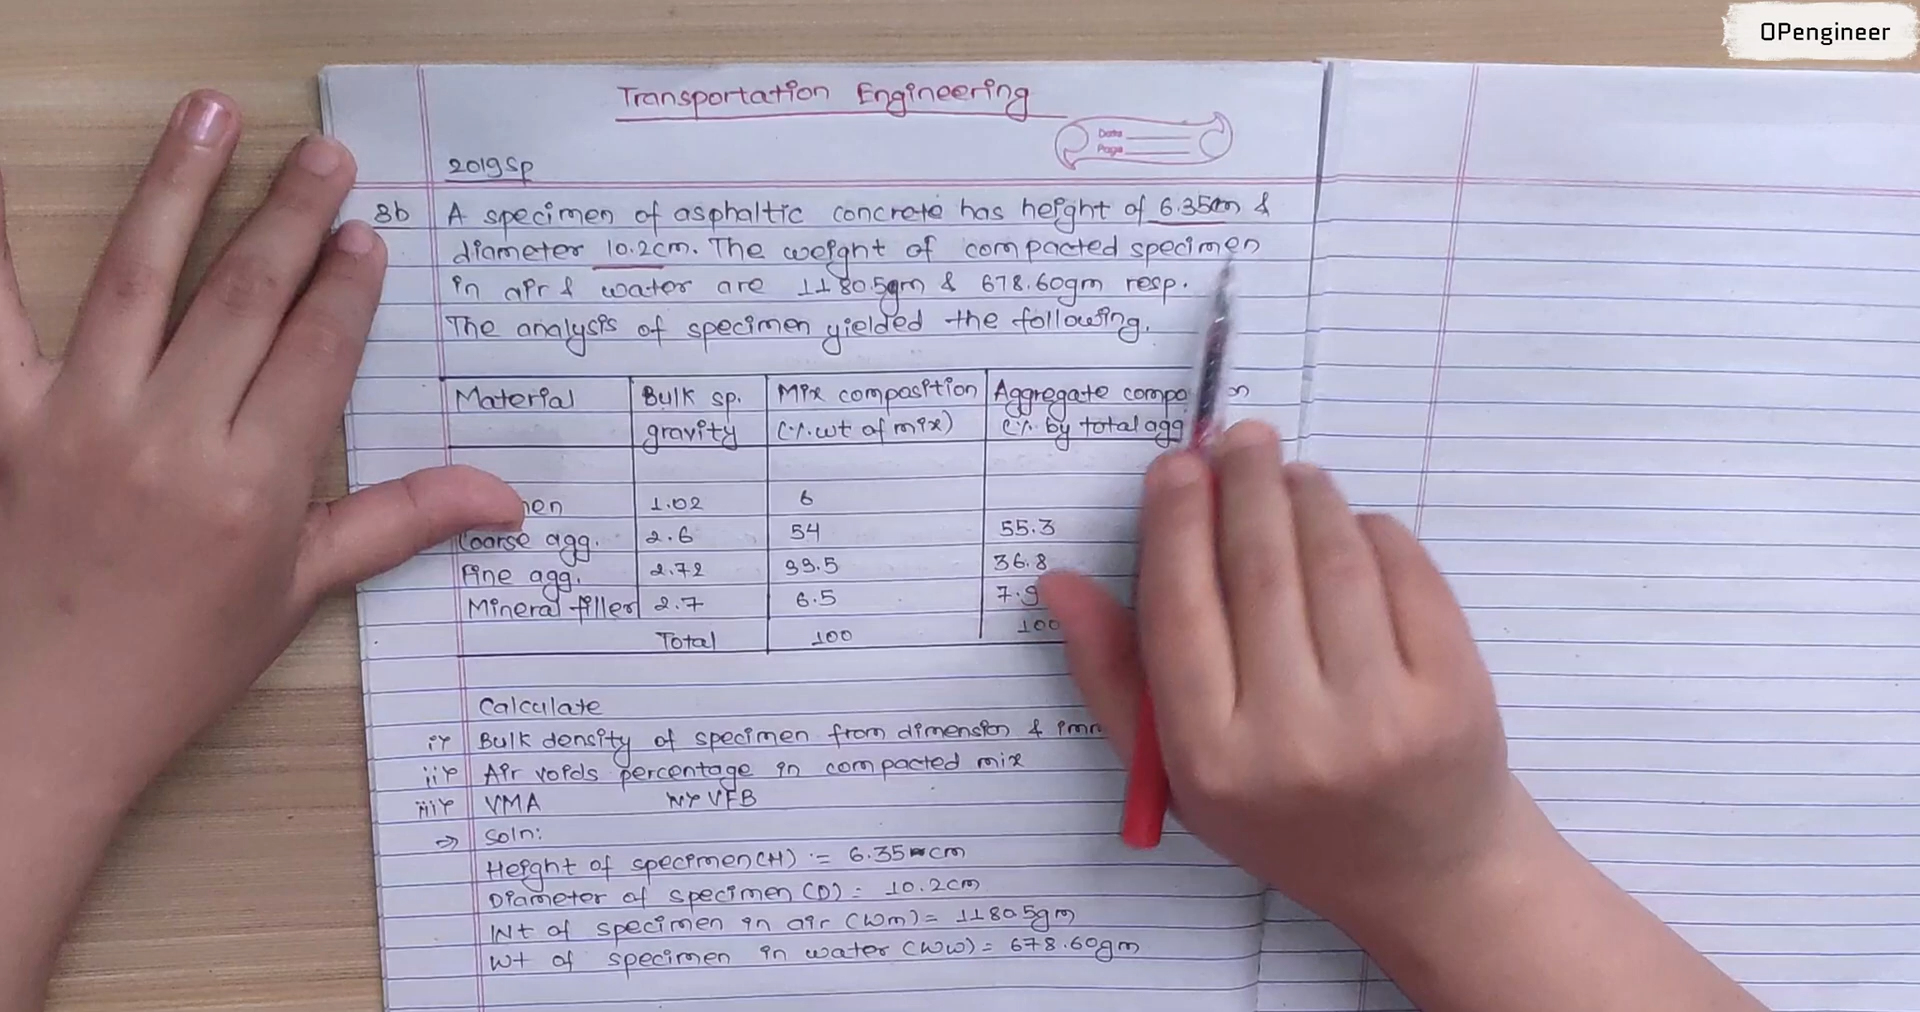 OPengineer
Transportation Engineering
Date
Page
2019sp
8b A specimen of asphaltic concrete has height of 6.35cm &
diameter 10.2cm. The weight of compacted specimen
in air & water are 1180.5gm & 678.60gm resp.
The analysis of specimen yielded the following.
Material Bulk sp. gravity Mix composition (% wt of mix) Aggregate (% by total agg
1.02 6
Coarse agg. 2.6 54 55.3
Fine agg. 2.72 33.5 36.8
Mineral filler 2.7 6.5 7.9
Total 100 100
Calculate
i> Bulk density of specimen from dimension &
ii> Air voids percentage in compacted mix
iii> VMA iv> VFB
⇒ Soln:
Height of specimen(H) = 6.35 cm
Diameter of specimen (D) = 10.2cm
Wt of specimen in air (Wm) = 1180.5gm
Wt of specimen in water (Ww) = 678.60gm